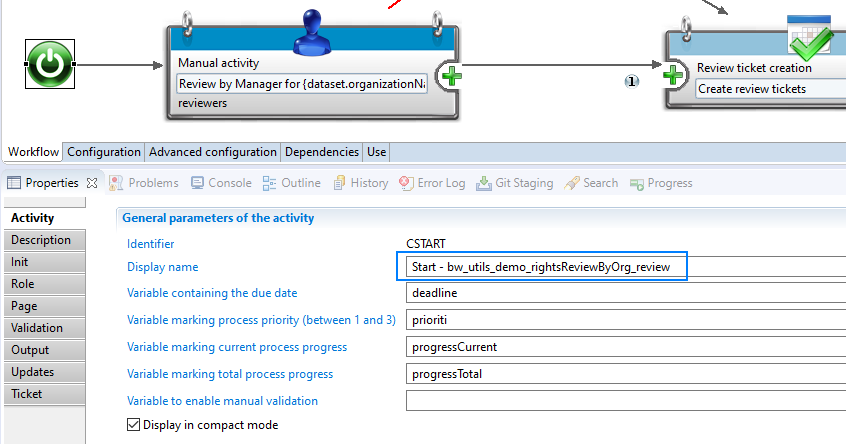 Manual activity
Review by Manager for {dataset.organizationNa
reviewers
1
Review ticket creation
Create review tickets
Workflow Configuration Advanced configuration Dependencies Use
Properties Problems Console Outline History Error Log Git Staging Search Progress
Activity
Description
Init
Role
Page
Validation
Output
Updates
Ticket
General parameters of the activity
Identifier CSTART
Display name Start - bw_utils_demo_rightsReviewByOrg_review
Variable containing the due date deadline
Variable marking process priority (between 1 and 3) prioriti
Variable marking current process progress progressCurrent
Variable marking total process progress progressTotal
Variable to enable manual validation
Display in compact mode